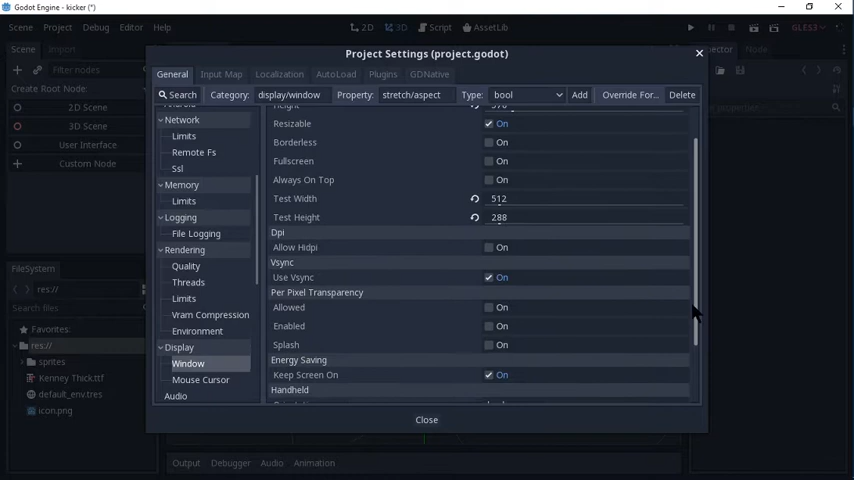 Godot Engine - kicker (*)
Scene Project Debug Editor Help
2D 3D Script AssetLib
GLES3
Scene Import
Node
Project Settings (project.godot)
Filter nodes
General Input Map Localization AutoLoad Plugins GDNative
Create Root Node:
Search Category: display/window Property: stretch/aspect Type: bool Add Override For... Delete
2D Scene
3D Scene
User Interface
Custom Node
Network
Limits
Remote Fs
Ssl
Memory
Limits
Logging
File Logging
Rendering
Quality
Threads
Limits
Vram Compression
Environment
Display
Window
Mouse Cursor
Audio
Height
Resizable On
Borderless On
Fullscreen On
Always On Top On
Test Width 512
Test Height 288
Dpi
Allow Hidpi On
Vsync
Use Vsync On
Per Pixel Transparency
Allowed On
Enabled On
Splash On
Energy Saving
Keep Screen On On
Handheld
FileSystem
res://
Search files
Favorites:
res://
sprites
Kenney Thick.ttf
default_env.tres
icon.png
Close
Output Debugger Audio Animation